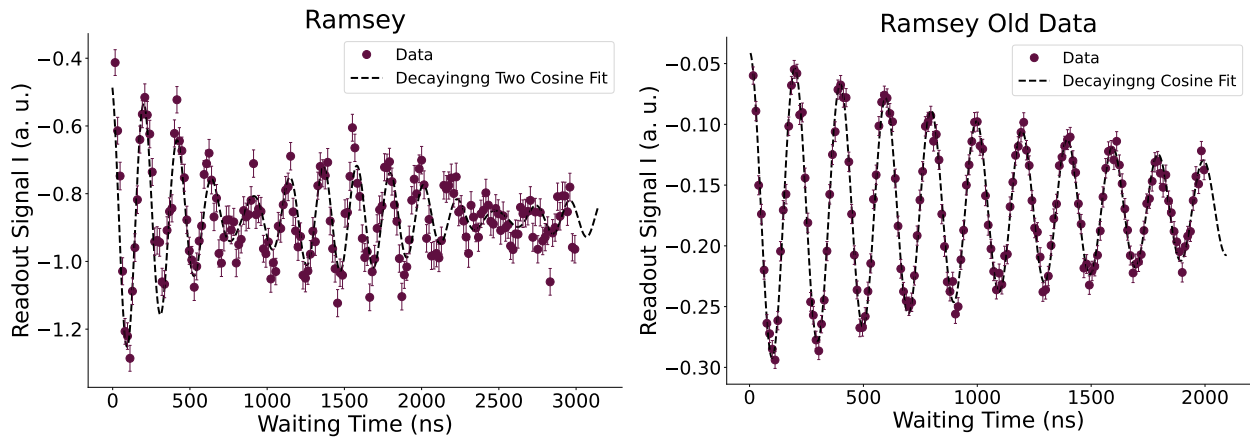 Ramsey
Data
Decayingng Two Cosine Fit
Readout Signal I (a. u.)
−0.4
−0.6
−0.8
−1.0
−1.2
0 500 1000 1500 2000 2500 3000
Waiting Time (ns)
Ramsey Old Data
Data
Decayingng Cosine Fit
Readout Signal I (a. u.)
−0.05
−0.10
−0.15
−0.20
−0.25
−0.30
0 500 1000 1500 2000
Waiting Time (ns)